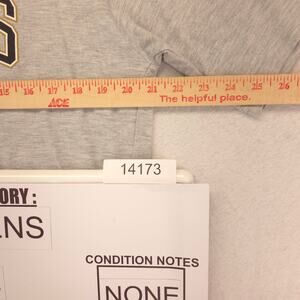 S
15 16 17 18 19 20 21 22 23 24 25 26
ACE The helpful place.
14173
ORY:
ENS
CONDITION NOTES
NONE